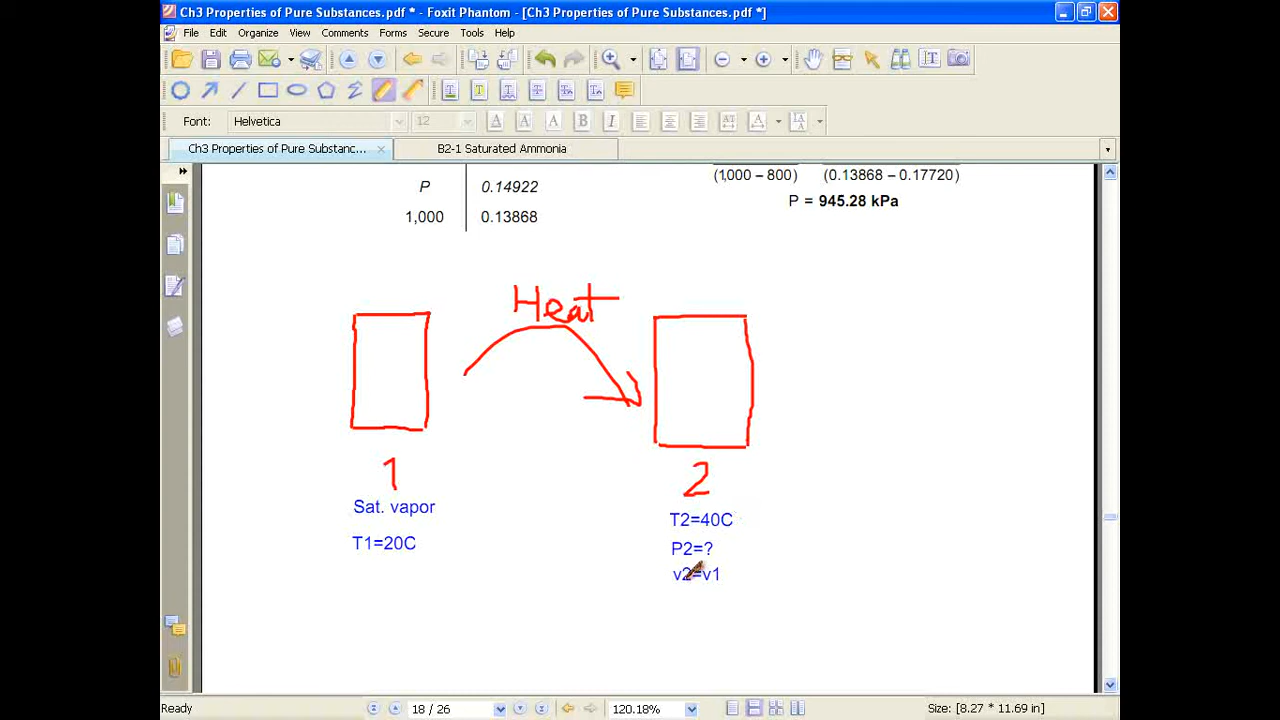 Ch3 Properties of Pure Substances.pdf * - Foxit Phantom - [Ch3 Properties of Pure Substances.pdf *]
File Edit Organize View Comments Forms Secure Tools Help
Font: Helvetica 12
Ch3 Properties of Pure Substanc... B2-1 Saturated Ammonia
P 0.14922
1,000 0.13868
(1,000 – 800) (0.13868 – 0.17720)
P = 945.28 kPa
Heat
1
2
Sat. vapor
T1=20C
T2=40C
P2=?
v2=v1
Ready 18 / 26 120.18% Size: [8.27 * 11.69 in]